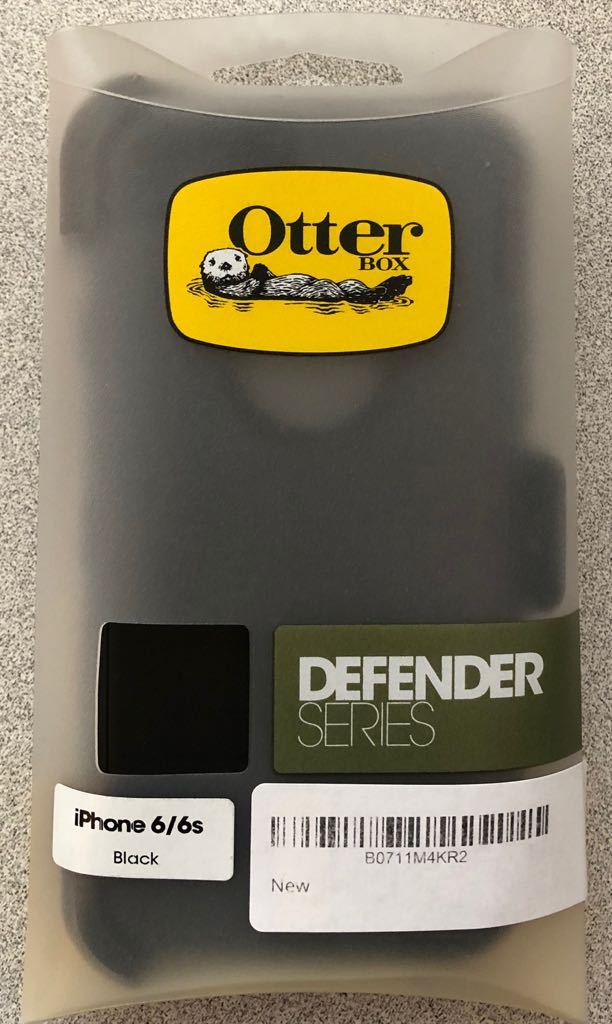 Otter
BOX
DEFENDER
SERIES
iPhone 6/6s
Black
B0711M4KR2
New